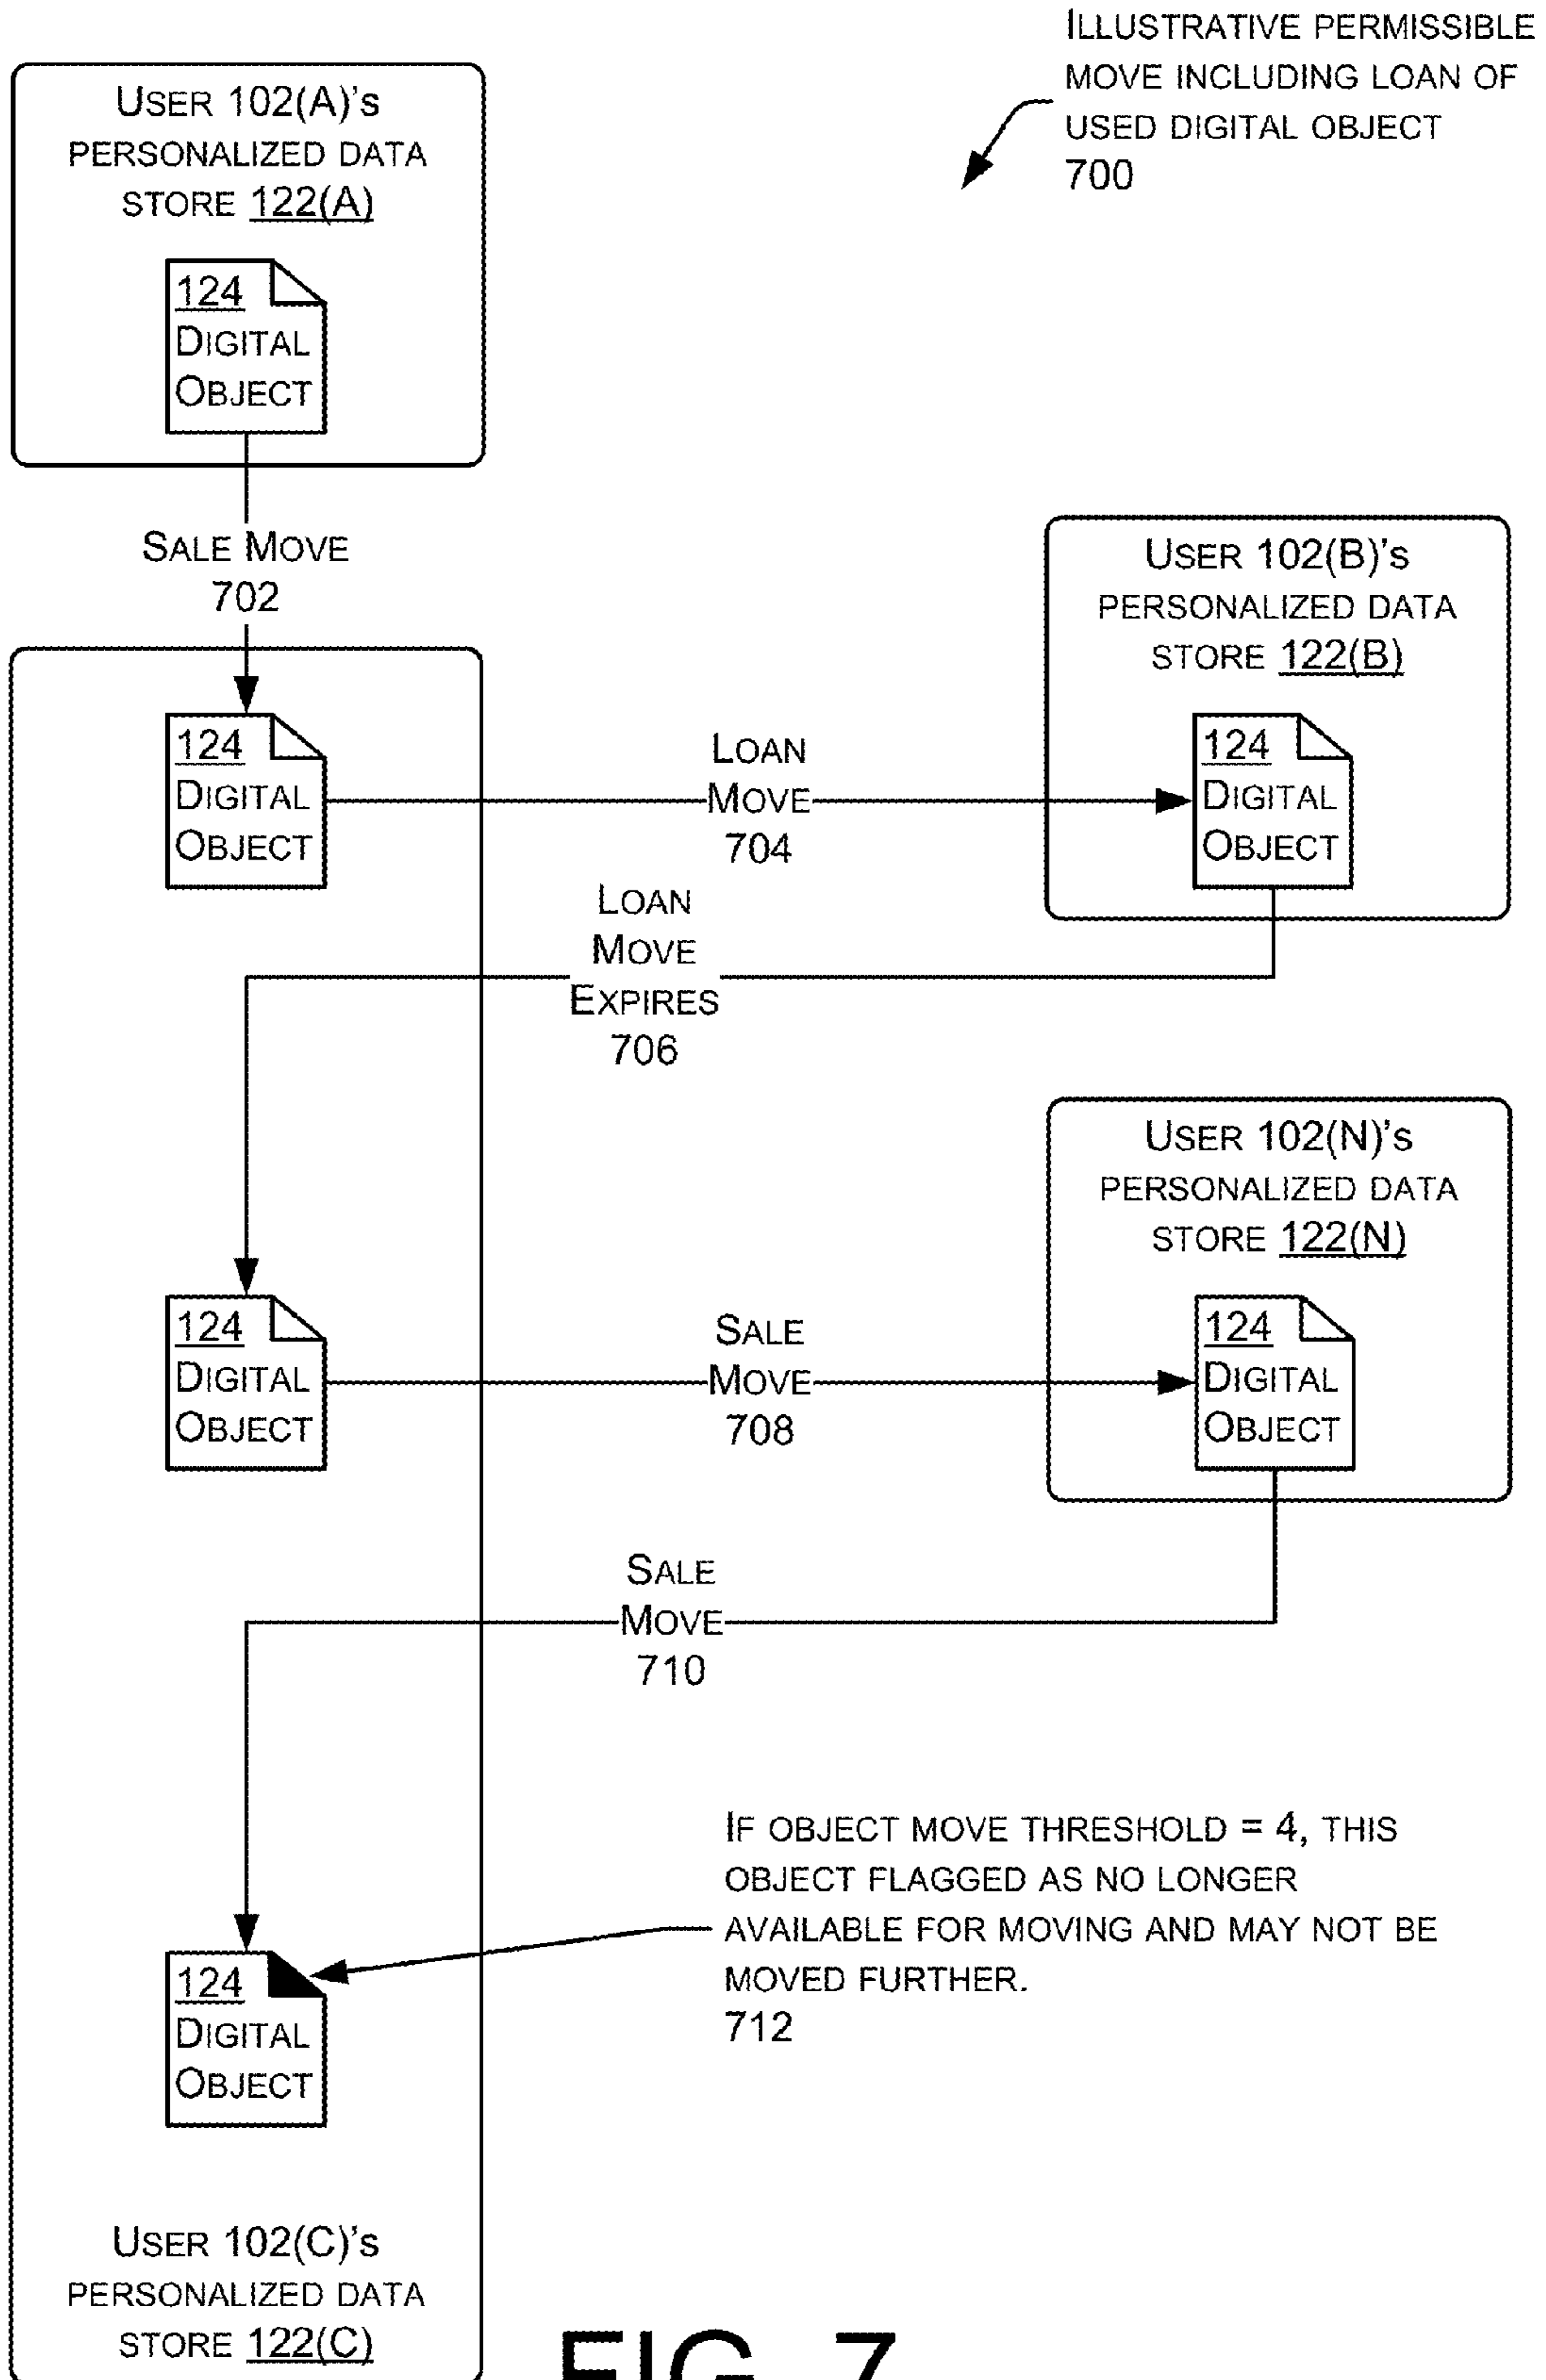 ILLUSTRATIVE PERMISSIBLE
MOVE INCLUDING LOAN OF
USED DIGITAL OBJECT
700
USER 102(A)'S
PERSONALIZED DATA
STORE 122(A)
124
DIGITAL
OBJECT
SALE MOVE
702
USER 102(B)'S
PERSONALIZED DATA
STORE 122(B)
124
DIGITAL
OBJECT
LOAN
MOVE
704
124
DIGITAL
OBJECT
LOAN
MOVE
EXPIRES
706
USER 102(N)'S
PERSONALIZED DATA
STORE 122(N)
124
DIGITAL
OBJECT
SALE
MOVE
708
124
DIGITAL
OBJECT
SALE
MOVE
710
IF OBJECT MOVE THRESHOLD = 4, THIS
OBJECT FLAGGED AS NO LONGER
AVAILABLE FOR MOVING AND MAY NOT BE
MOVED FURTHER.
712
124
DIGITAL
OBJECT
USER 102(C)'S
PERSONALIZED DATA
STORE 122(C)
FIG. 7